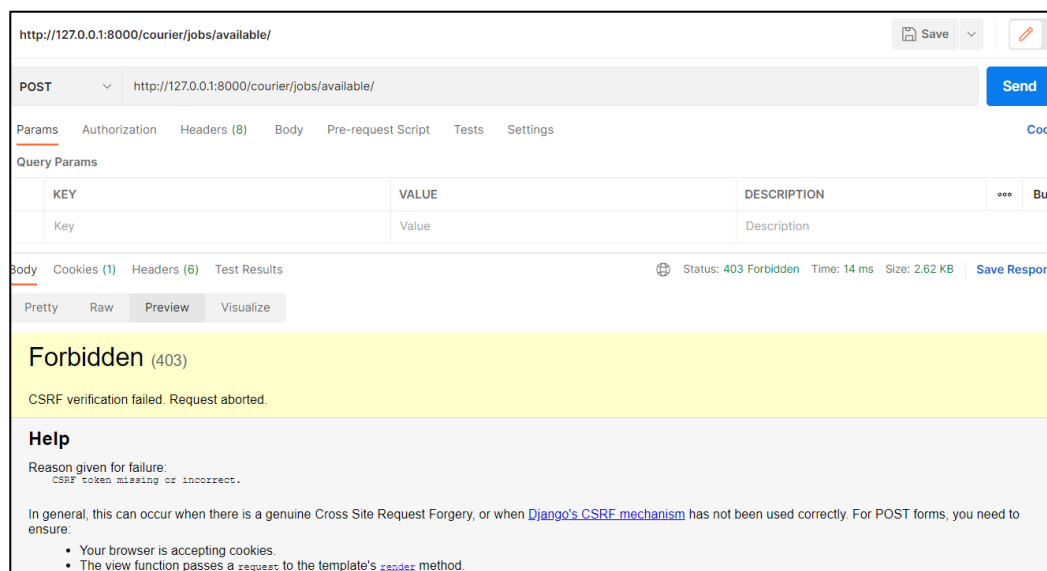 http://127.0.0.1:8000/courier/jobs/available/
Save
POST http://127.0.0.1:8000/courier/jobs/available/ Send
Params Authorization Headers (8) Body Pre-request Script Tests Settings Coo
Query Params
KEY VALUE DESCRIPTION ooo Bu
Key Value Description
Body Cookies (1) Headers (6) Test Results Status: 403 Forbidden Time: 14 ms Size: 2.62 KB Save Respor
Pretty Raw Preview Visualize
Forbidden (403)
CSRF verification failed. Request aborted.
Help
Reason given for failure:
CSRF token missing or incorrect.
In general, this can occur when there is a genuine Cross Site Request Forgery, or when Django's CSRF mechanism has not been used correctly. For POST forms, you need to
ensure:
• Your browser is accepting cookies.
• The view function passes a request to the template's render method.